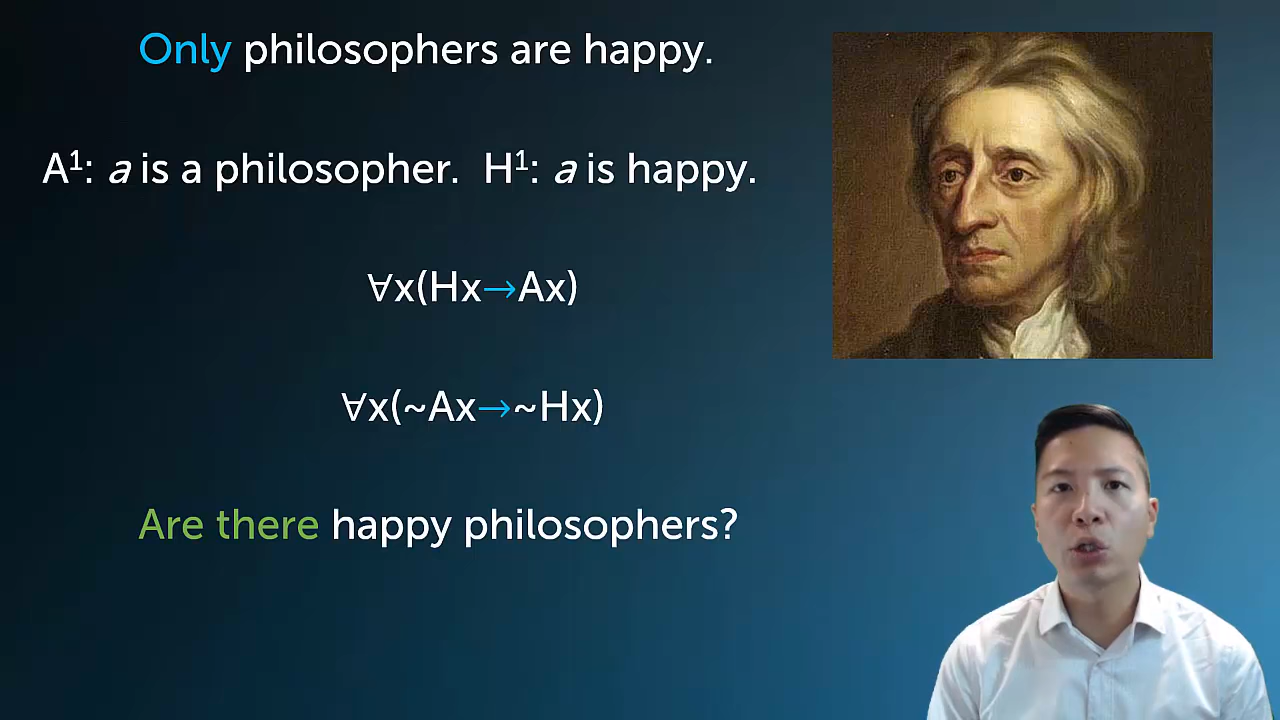 Only philosophers are happy.
A¹: a is a philosopher. H¹: a is happy.
∀x(Hx→Ax)
∀x(~Ax→~Hx)
Are there happy philosophers?